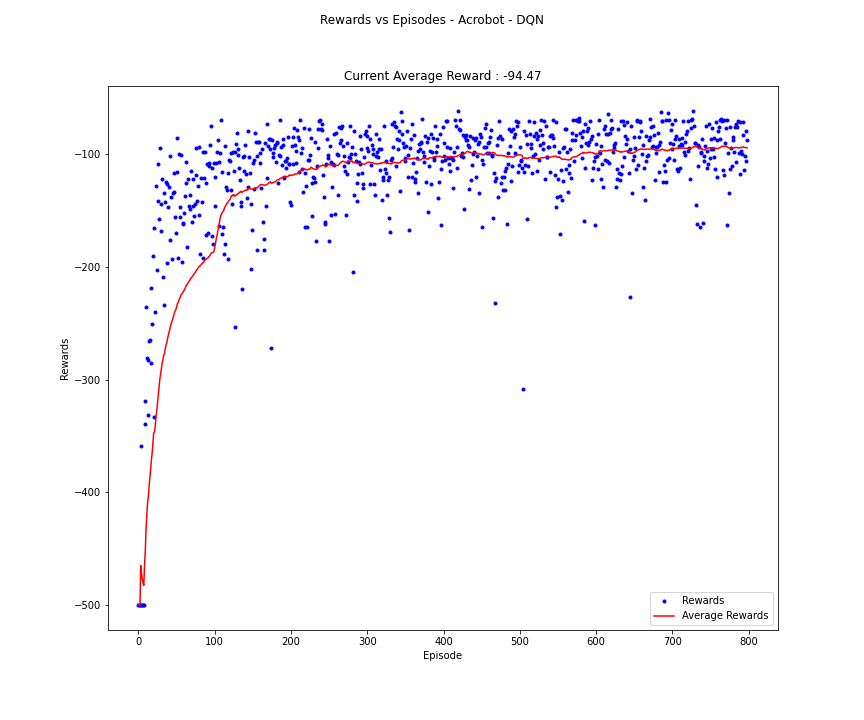 Rewards vs Episodes - Acrobot - DQN
Current Average Reward : -94.47
Rewards
−100
−200
−300
−400
−500
0
100
200
300
400
500
600
700
800
Episode
Rewards
Average Rewards